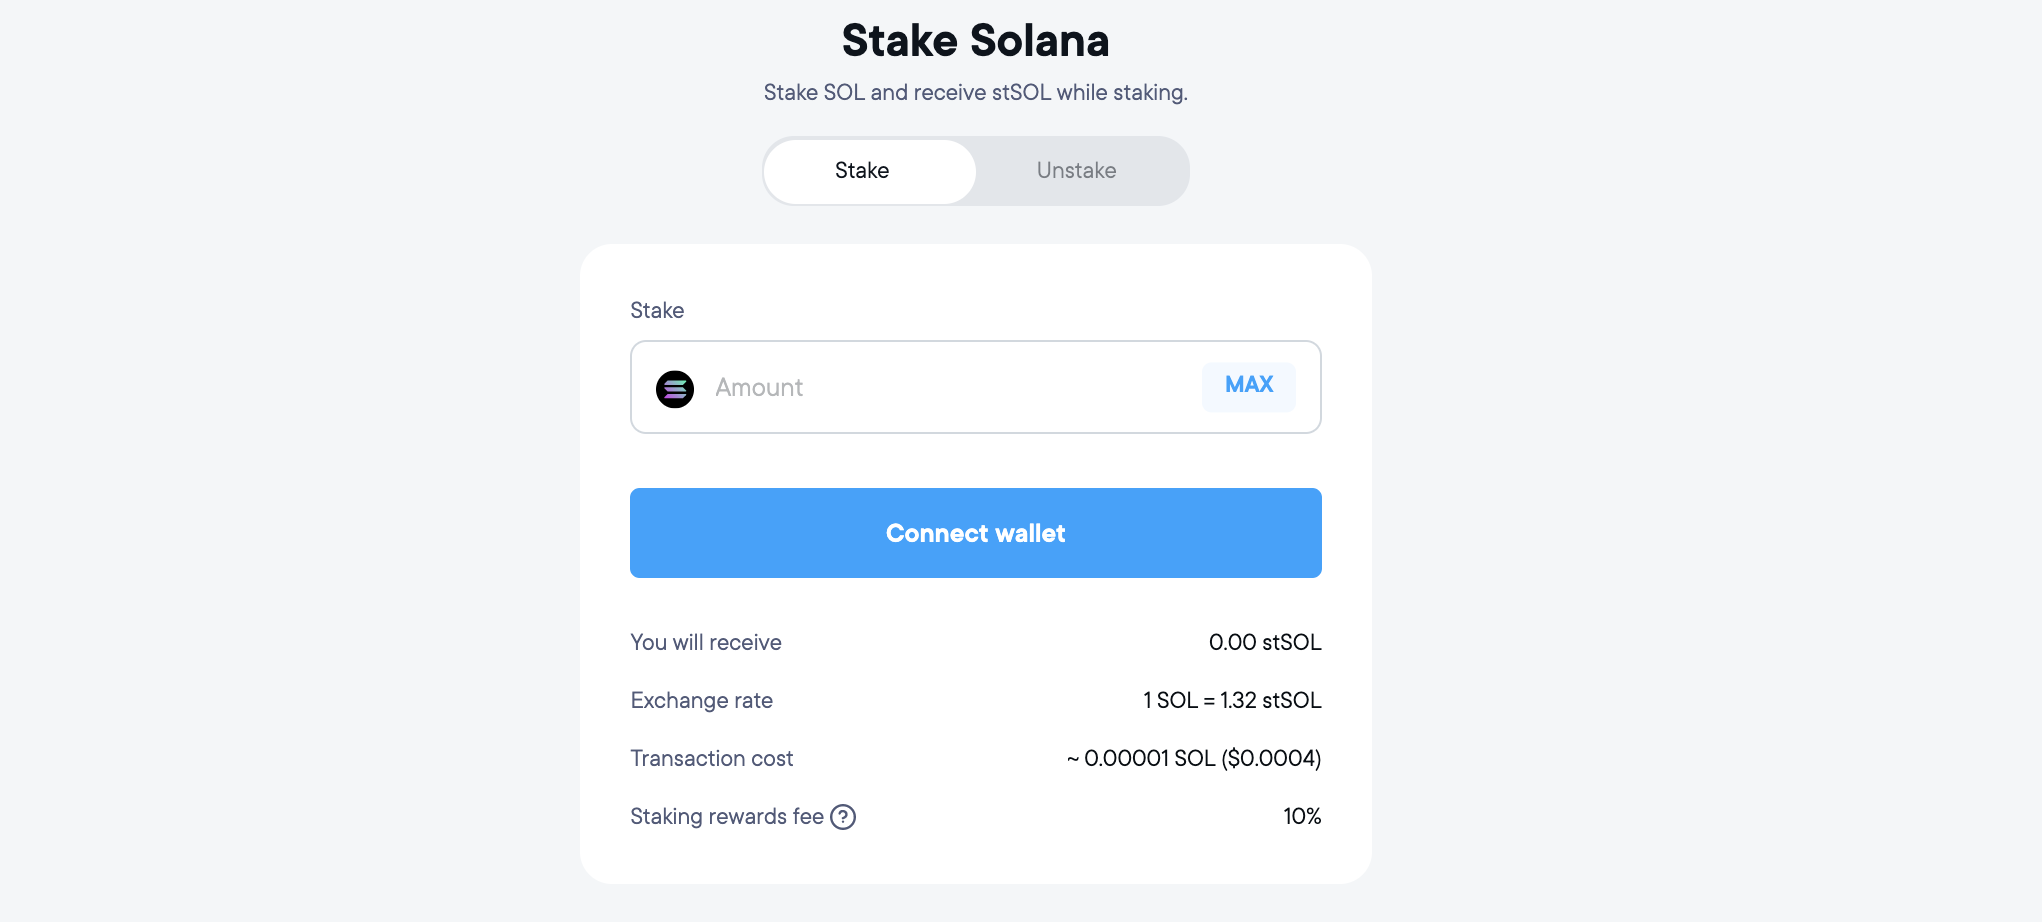 Stake Solana
Stake SOL and receive stSOL while staking.
Stake Unstake
Stake
Amount MAX
Connect wallet
You will receive 0.00 stSOL
Exchange rate 1 SOL = 1.32 stSOL
Transaction cost ~ 0.00001 SOL ($0.0004)
Staking rewards fee ? 10%